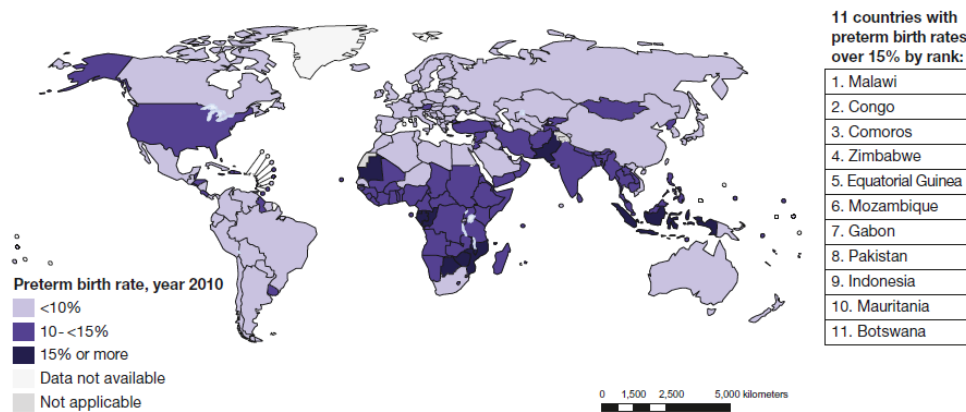 11 countries with
preterm birth rates
over 15% by rank:
1. Malawi
2. Congo
3. Comoros
4. Zimbabwe
5. Equatorial Guinea
6. Mozambique
7. Gabon
8. Pakistan
9. Indonesia
10. Mauritania
11. Botswana
Preterm birth rate, year 2010
<10%
10-<15%
15% or more
Data not available
Not applicable
0 1,500 2,500 5,000 kilometers